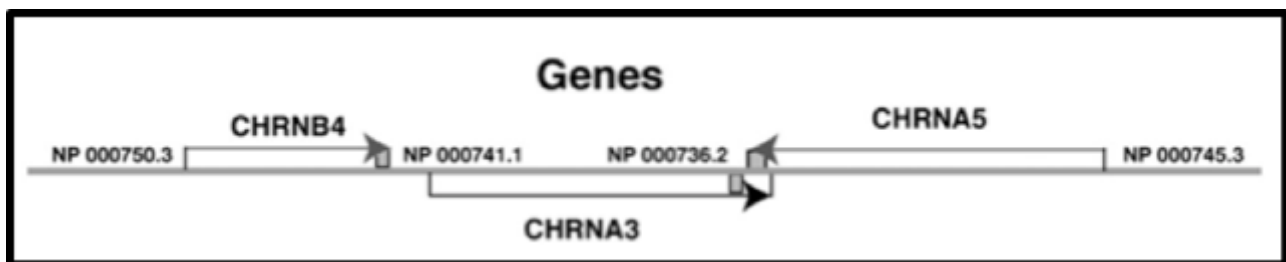 Genes
CHRNB4
CHRNA5
NP 000750.3
NP 000741.1
NP 000736.2
NP 000745.3
CHRNA3